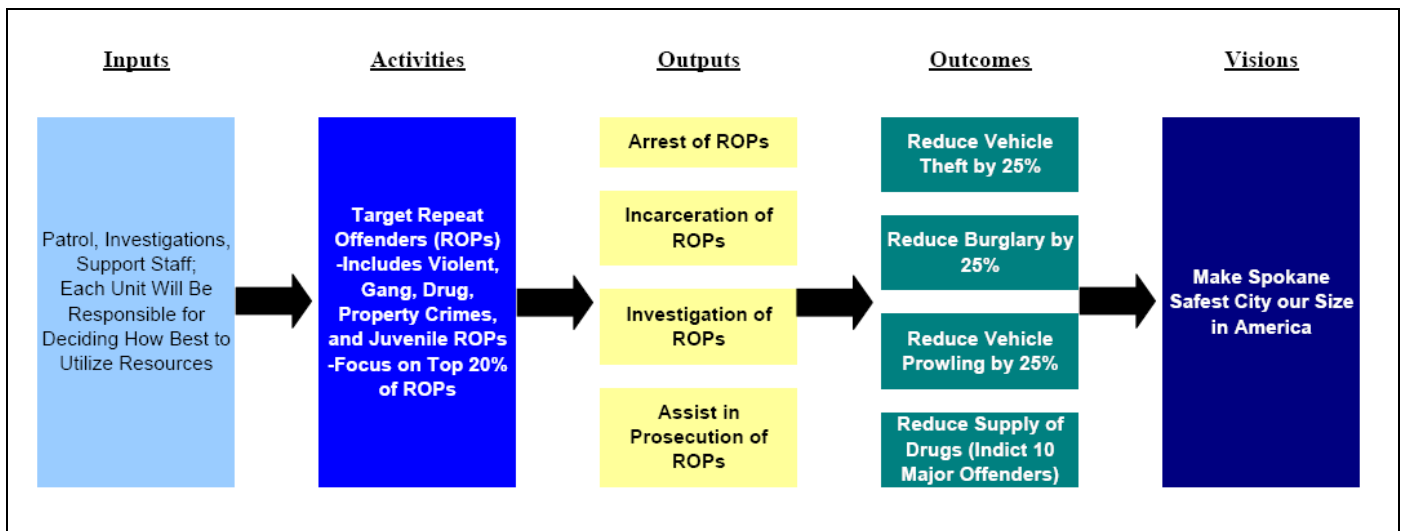 Inputs
Activities
Outputs
Outcomes
Visions
Patrol, Investigations,
Support Staff;
Each Unit Will Be
Responsible for
Deciding How Best to
Utilize Resources
Target Repeat
Offenders (ROPs)
-Includes Violent,
Gang, Drug,
Property Crimes,
and Juvenile ROPs
-Focus on Top 20%
of ROPs
Arrest of ROPs
Incarceration of
ROPs
Investigation of
ROPs
Assist in
Prosecution of
ROPs
Reduce Vehicle
Theft by 25%
Reduce Burglary by
25%
Reduce Vehicle
Prowling by 25%
Reduce Supply of
Drugs (Indict 10
Major Offenders)
Make Spokane
Safest City our Size
in America